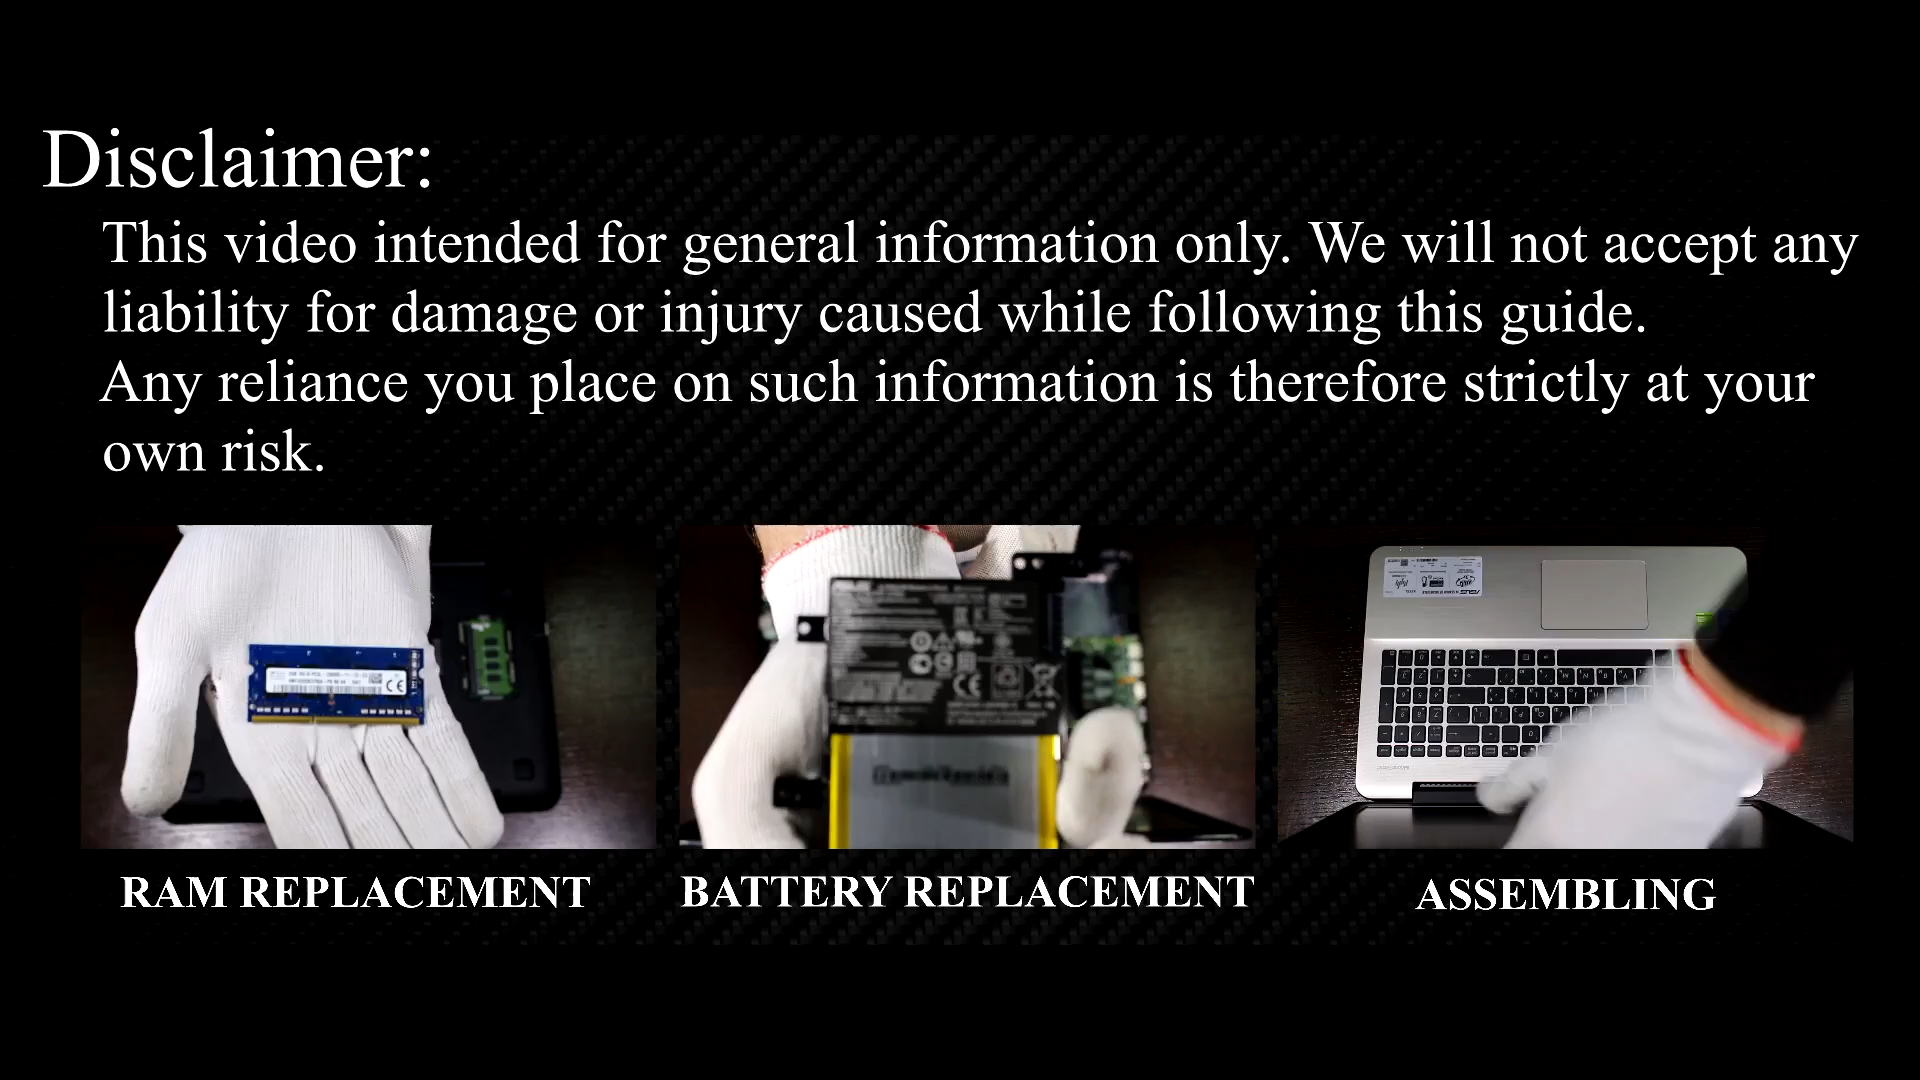 Disclaimer:
This video intended for general information only. We will not accept any
liability for damage or injury caused while following this guide.
Any reliance you place on such information is therefore strictly at your
own risk.
RAM REPLACEMENT
BATTERY REPLACEMENT
ASSEMBLING